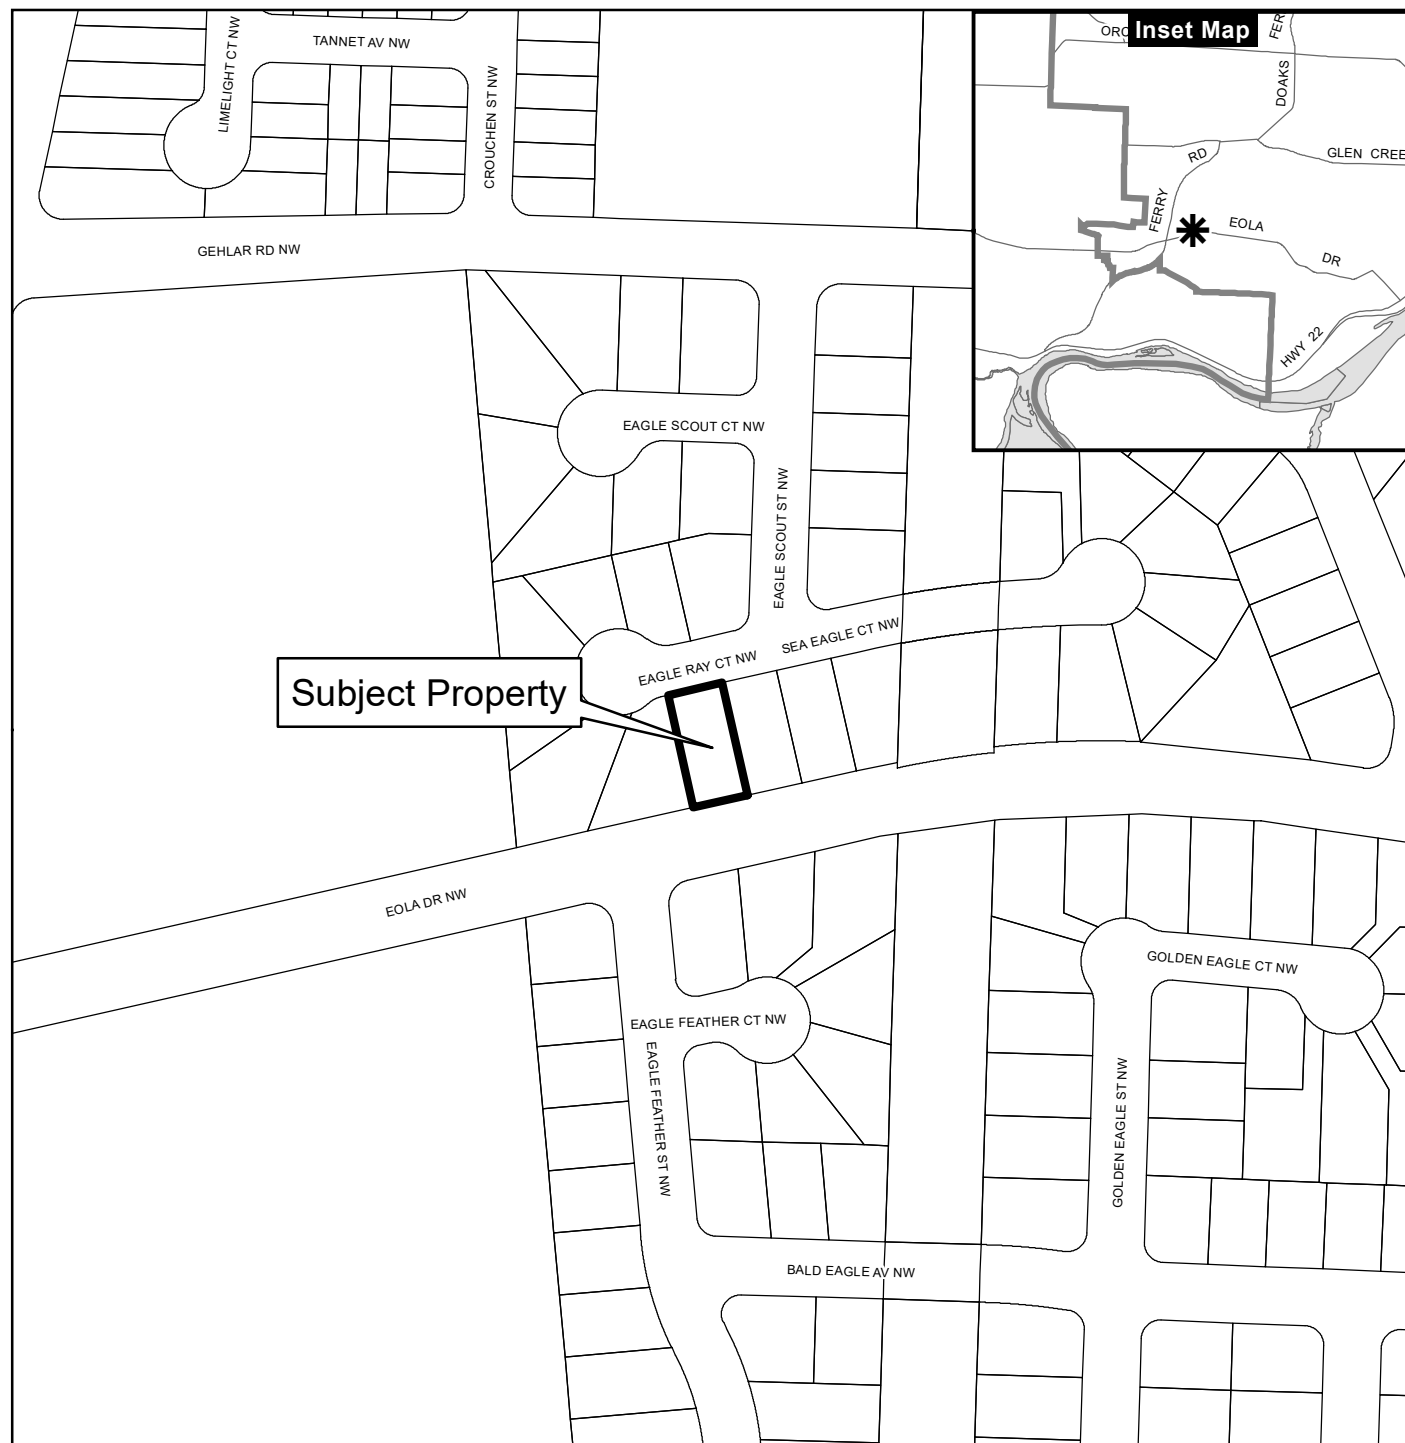 TANNET AV NW
LIMELIGHT CT NW
CROUCHEN ST NW
GEHLAR RD NW
Inset Map
DOAKS
GLEN CREE
RD
FERRY
EOLA
DR
HWY 22
EAGLE SCOUT CT NW
EAGLE SCOUT ST NW
SEA EAGLE CT NW
EAGLE RAY CT NW
Subject Property
EOLA DR NW
GOLDEN EAGLE CT NW
EAGLE FEATHER CT NW
EAGLE FEATHER ST NW
GOLDEN EAGLE ST NW
BALD EAGLE AV NW